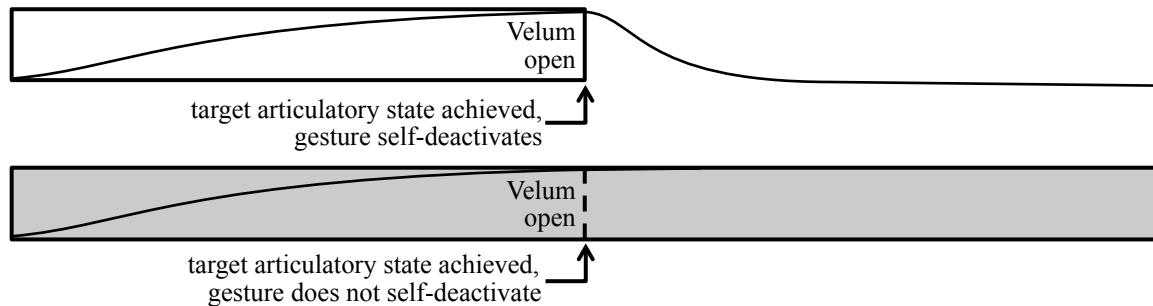 Velum
open
target articulatory state achieved,
gesture self-deactivates
Velum
open
target articulatory state achieved,
gesture does not self-deactivate